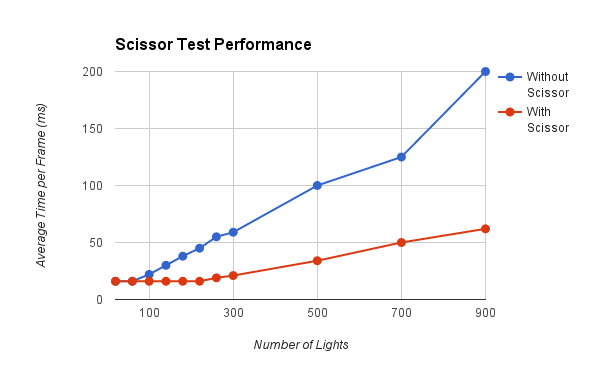 Scissor Test Performance
Average Time per Frame (ms)
200
150
100
50
0
100
300
500
700
900
Number of Lights
Without
Scissor
With
Scissor